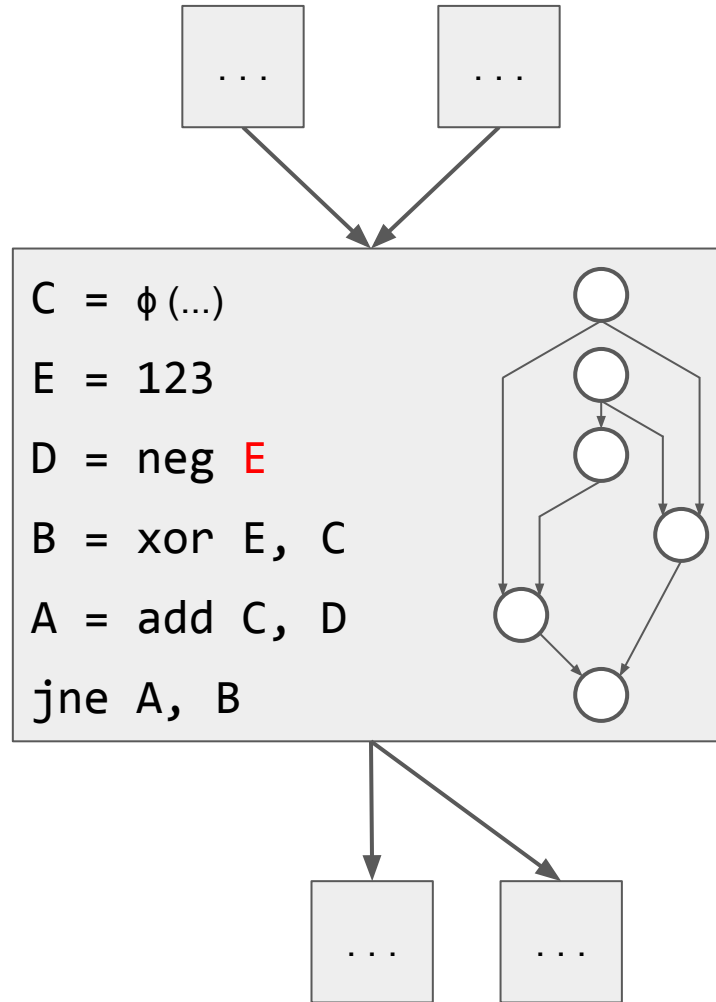 ... ...
C = ϕ (...)
E = 123
D = neg E
B = xor E, C
A = add C, D
jne A, B
... ...